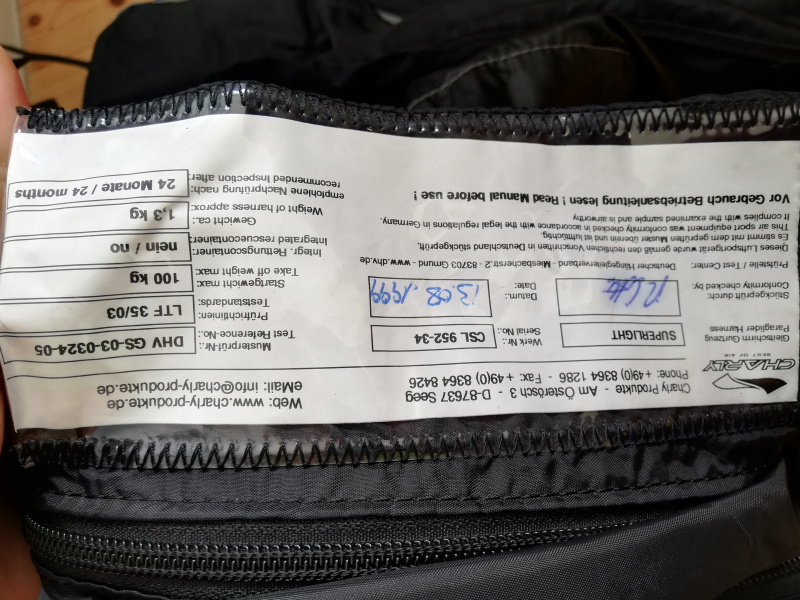 CHARLY
BEST OF AIR
Charly Produkte - Am Österösch 3 - D-87637 Seeg
Phone: +49(0) 8364 1286 - Fax: +49(0) 8364 8426
Web: www.charly-produkte.de
eMail: info@charly-produkte.de
Gleitschirm Gurtzeug
Paraglider Harness
SUPERLIGHT
Werk Nr.:
Serial No.:
CSL 952-34
Stückgeprüft durch:
Conformity checked by:
Datum:
Date:
13.08.1999
Prüfstelle / Test Center: Deutscher Hängegleiterverband - Miesbacherstr.2 - 83703 Gmund - www.dhv.de
Dieses Luftsportgerät wurde gemäß den rechtlichen Vorschriften in Deutschland stückgeprüft.
Es stimmt mit dem geprüften Muster überein und ist lufttüchtig.
This air sport equipment was conformity checked in accordance with the legal regulations in Germany.
It complies with the examined sample and is airworthy
Vor Gebrauch Betriebsanleitung lesen ! Read Manual before use !
Musterprüf-Nr.:
Test Reference-No.:
DHV GS-03-0324-05
Prüfrichtlinien:
Teststandards:
LTF 35/03
Startgewicht max:
Take off weight max:
100 kg
Integr. Rettungscontainer:
Integrated rescuecontainer:
nein / no
Gewicht ca.:
Weight of harness approx:
1,3 kg
empfohlene Nachprüfung nach:
recommended Inspection after:
24 Monate / 24 months